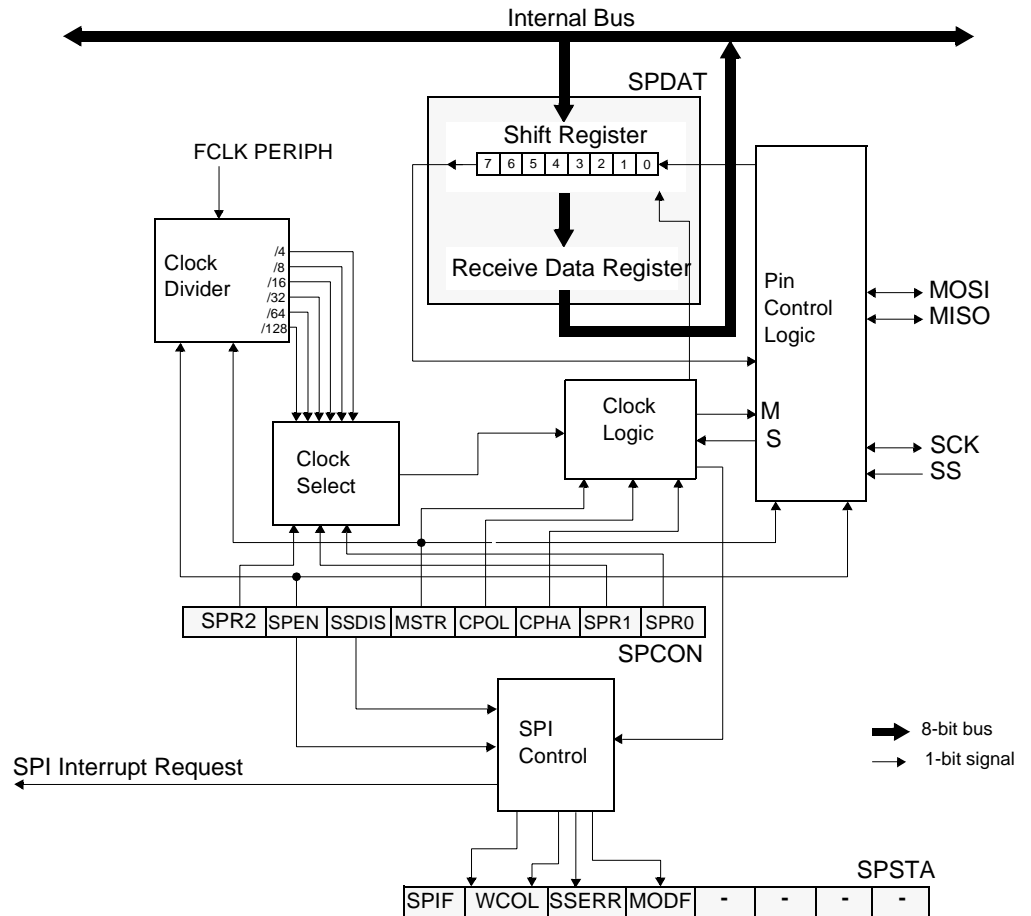 Internal Bus
SPDAT
Shift Register
7 6 5 4 3 2 1 0
FCLK PERIPH
Clock
Divider
/4
/8
/16
/32
/64
/128
Receive Data Register
Pin
Control
Logic
MOSI
MISO
Clock
Logic
M
S
SCK
SS
Clock
Select
SPR2 SPEN SSDIS MSTR CPOL CPHA SPR1 SPR0
SPCON
SPI
Control
8-bit bus
1-bit signal
SPI Interrupt Request
SPSTA
SPIF WCOL SSERR MODF - - - -